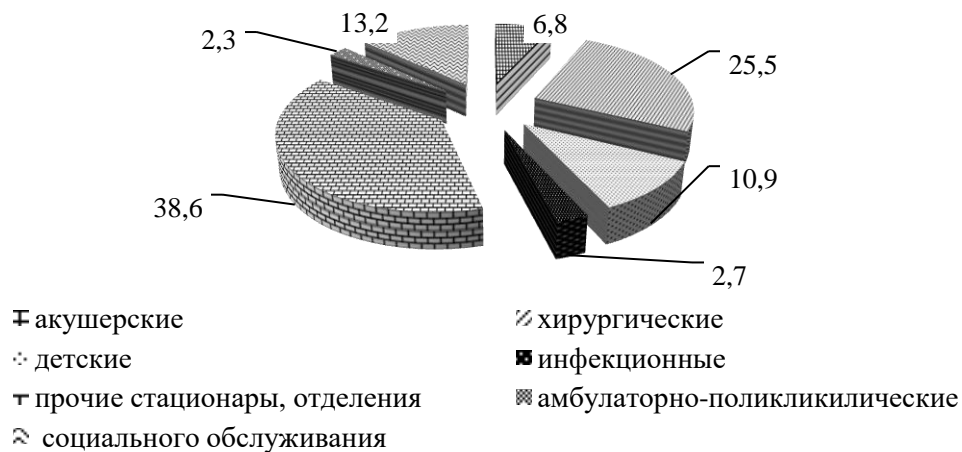 13,2 6,8
2,3
25,5
10,9
38,6
2,7
акушерские хирургические
детские инфекционные
прочие стационары, отделения амбулаторно-поликликилические
социального обслуживания